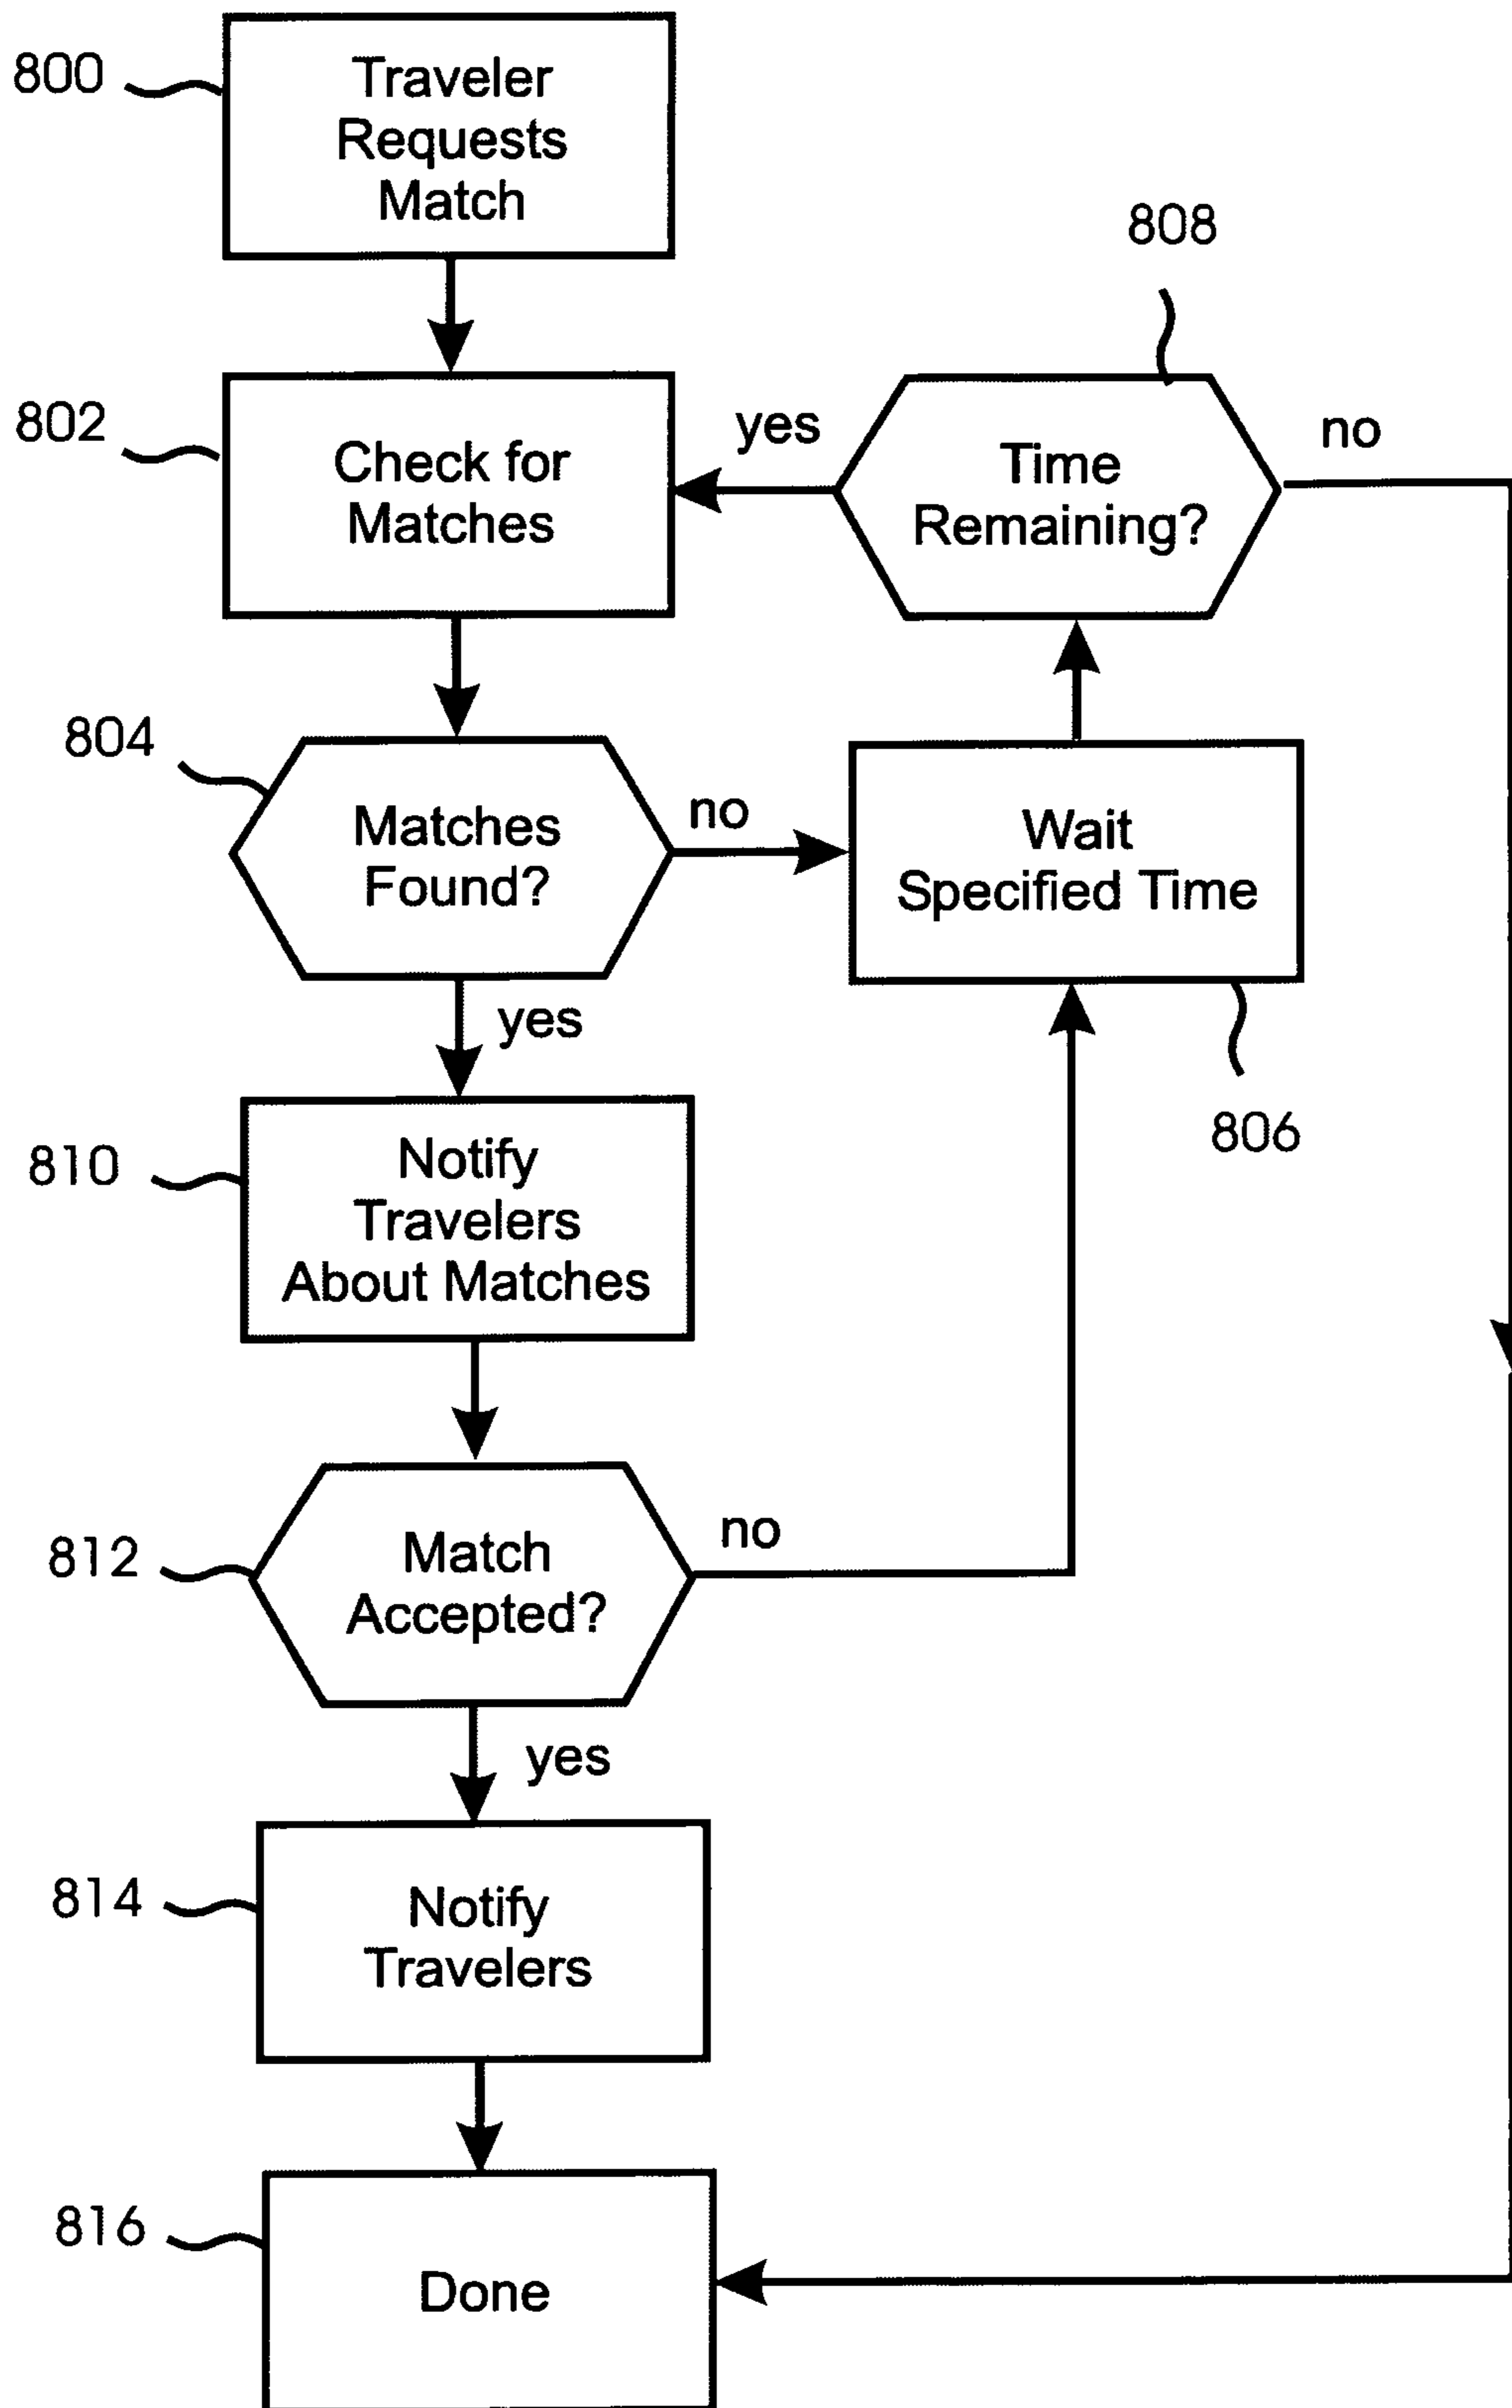 800
Traveler
Requests
Match
808
802
Check for
Matches
yes
Time
Remaining?
no
804
Matches
Found?
no
Wait
Specified Time
yes
806
810
Notify
Travelers
About Matches
812
Match
Accepted?
no
yes
814
Notify
Travelers
816
Done